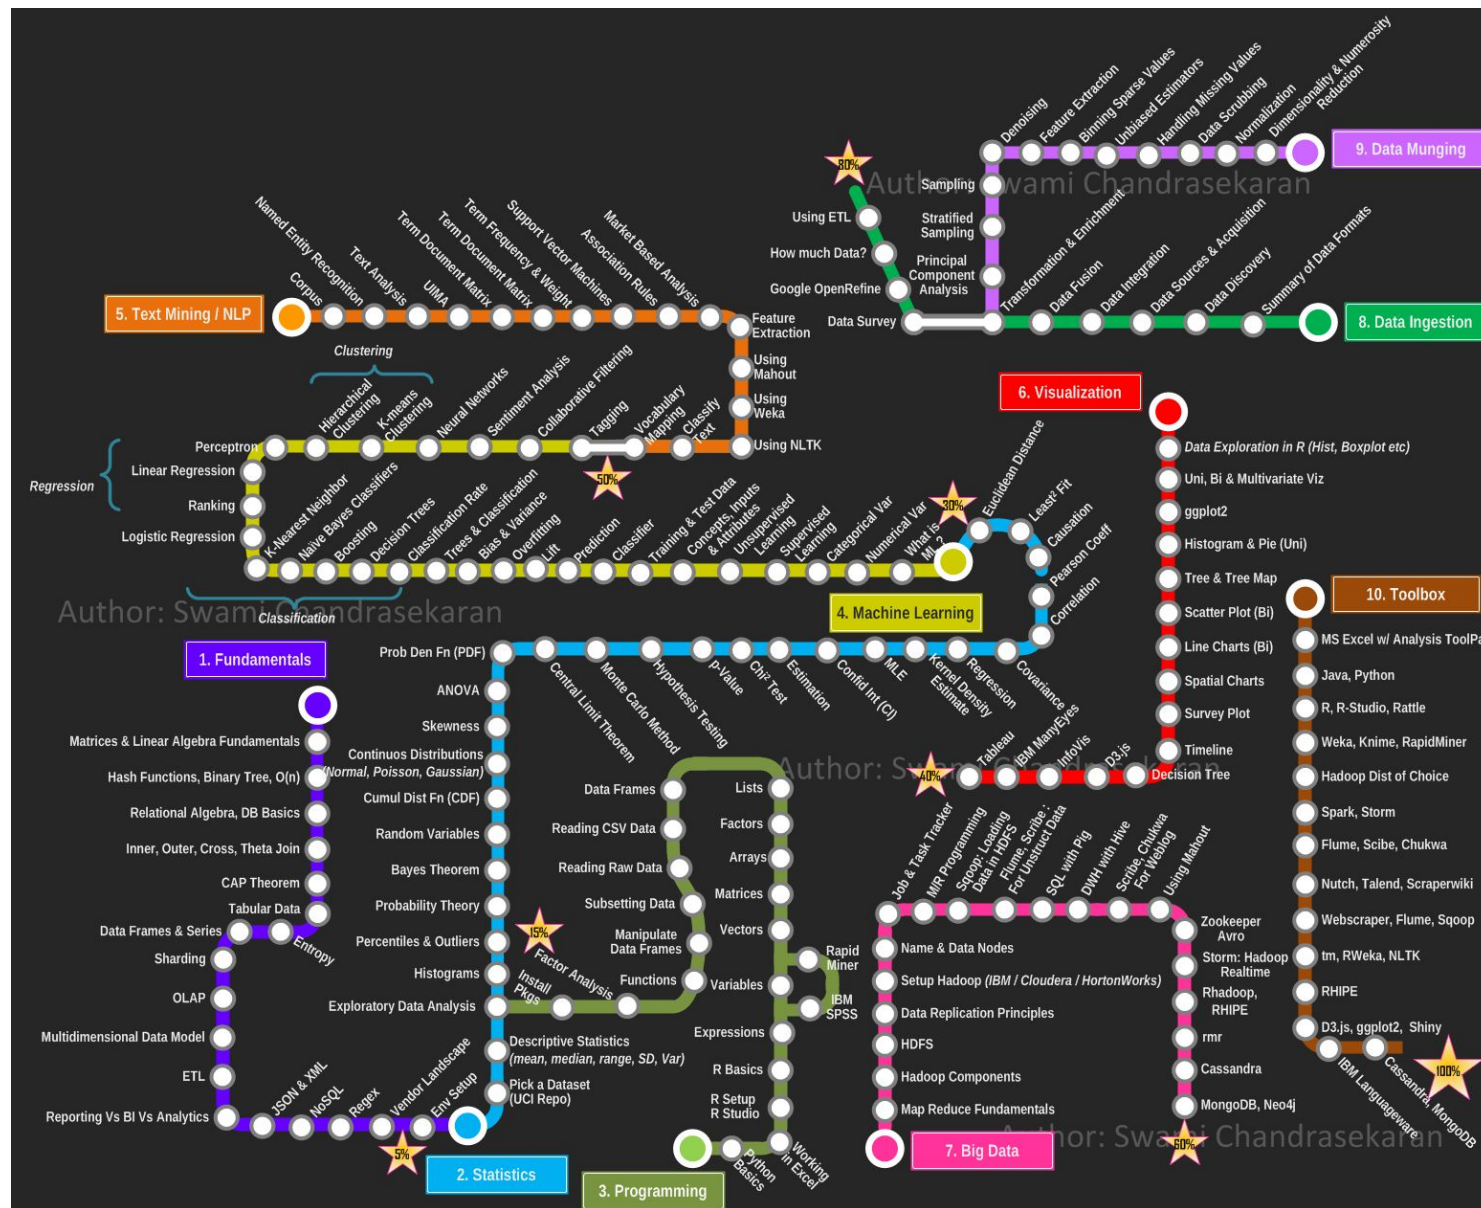 Denoising
Feature Extraction
Binning Sparse Values
Unbiased Estimators
Handling Missing Values
Data Scrubbing
Normalization
Dimensionality & Numerosity
Reduction
9. Data Munging
80%
Author: Swami Chandrasekaran
Sampling
Stratified
Sampling
Principal
Component
Analysis
Using ETL
How much Data?
Google OpenRefine
Data Survey
Transformation & Enrichment
Data Fusion
Data Integration
Data Sources & Acquisition
Data Discovery
Summary of Data Formats
8. Data Ingestion
5. Text Mining / NLP
Corpus
Named Entity Recognition
Text Analysis
UIMA
Term Document Matrix
Term Document Matrix
Term Frequency & Weight
Support Vector Machines
Association Rules
Market Based Analysis
Feature
Extraction
Using
Mahout
Using
Weka
Using NLTK
Classify
Text
Vocabulary
Mapping
Tagging
50%
Collaborative Filtering
Sentiment Analysis
Neural Networks
Clustering
K-means
Clustering
Hierarchical
Clustering
Perceptron
Regression
Linear Regression
Ranking
Logistic Regression
K-Nearest Neighbor
Naive Bayes Classifiers
Boosting
Decision Trees
Classification Rate
Classification
Trees & Classification
Bias & Variance
Overfitting
Lift
Prediction
Classifier
Training & Test Data
Concepts, Inputs
& Attributes
Unsupervised
Learning
Supervised
Learning
Categorical Var
Numerical Var
What is
ML?
30%
4. Machine Learning
Author: Swami Chandrasekaran
Euclidean Distance
Least² Fit
Causation
Pearson Coeff
Correlation
Covariance
Regression
Kernel Density
Estimate
MLE
Confid Int (CI)
Estimation
Chi² Test
p-Value
Hypothesis Testing
Monte Carlo Method
Central Limit Theorem
Prob Den Fn (PDF)
ANOVA
Skewness
Continuos Distributions
(Normal, Poisson, Gaussian)
Cumul Dist Fn (CDF)
Random Variables
Bayes Theorem
Probability Theory
Percentiles & Outliers
Histograms
Exploratory Data Analysis
Descriptive Statistics
(mean, median, range, SD, Var)
Pick a Dataset
(UCI Repo)
2. Statistics
1. Fundamentals
Matrices & Linear Algebra Fundamentals
Hash Functions, Binary Tree, O(n)
Relational Algebra, DB Basics
Inner, Outer, Cross, Theta Join
CAP Theorem
Tabular Data
Entropy
Data Frames & Series
Sharding
OLAP
Multidimensional Data Model
ETL
Reporting Vs BI Vs Analytics
JSON & XML
NoSQL
Regex
Vendor Landscape
Env Setup
5%
15%
Install
Pkgs
Factor Analysis
Functions
Manipulate
Data Frames
Subsetting Data
Reading Raw Data
Reading CSV Data
Data Frames
Lists
Factors
Arrays
Matrices
Vectors
Variables
Rapid
Miner
IBM
SPSS
Expressions
R Basics
R Setup
R Studio
Working
in Excel
Python
Basics
3. Programming
6. Visualization
Data Exploration in R (Hist, Boxplot etc)
Uni, Bi & Multivariate Viz
ggplot2
Histogram & Pie (Uni)
Tree & Tree Map
Scatter Plot (Bi)
Line Charts (Bi)
Spatial Charts
Survey Plot
Timeline
Decision Tree
D3.js
InfoVis
IBM ManyEyes
Tableau
40%
Author: Swami Chandrasekaran
Job & Task Tracker
M/R Programming
Sqoop: Loading
Data in HDFS
Flume, Scribe :
For Unstruct Data
SQL with Pig
DWH with Hive
Scribe, Chukwa
For Weblog
Using Mahout
Name & Data Nodes
Setup Hadoop (IBM / Cloudera / HortonWorks)
Data Replication Principles
HDFS
Hadoop Components
Map Reduce Fundamentals
7. Big Data
Zookeeper
Avro
Storm: Hadoop
Realtime
Rhadoop,
RHIPE
rmr
Cassandra
MongoDB, Neo4j
60%
Author: Swami Chandrasekaran
10. Toolbox
MS Excel w/ Analysis ToolPa
Java, Python
R, R-Studio, Rattle
Weka, Knime, RapidMiner
Hadoop Dist of Choice
Spark, Storm
Flume, Scibe, Chukwa
Nutch, Talend, Scraperwiki
Webscraper, Flume, Sqoop
tm, RWeka, NLTK
RHIPE
D3.js, ggplot2, Shiny
IBM Languageware
Cassandra, MongoDB
100%